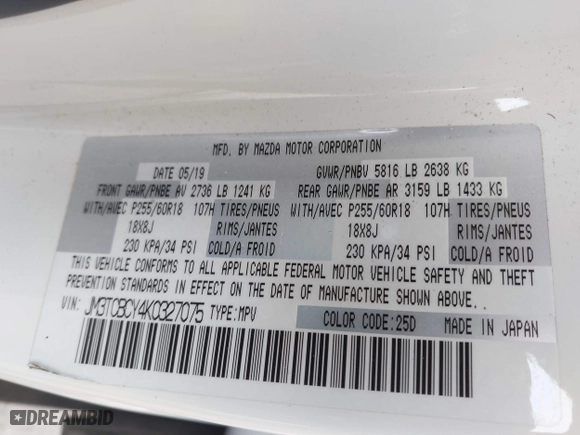 MFD. BY MAZDA MOTOR CORPORATION
DATE 05/19 GVWR/PNBV 5816 LB 2638 KG
FRONT GAWR/PNBE AV 2736 LB 1241 KG REAR GAWR/PNBE AR 3159 LB 1433 KG
WITH/AVEC P255/60R18 107H TIRES/PNEUS WITH/AVEC P255/60R18 107H TIRES/PNEUS
18X8J RIMS/JANTES 18X8J RIMS/JANTES
230 KPA/34 PSI COLD/A FROID 230 KPA/34 PSI COLD/A FROID
THIS VEHICLE CONFORMS TO ALL APPLICABLE FEDERAL MOTOR VEHICLE SAFETY AND THEFT
PREVENTION STANDARDS IN EFFECT ON THE DATE OF MANUFACTURE SHOWN ABOVE.
VIN: JM3TCBCY4K0327075 TYPE: MPV COLOR CODE: 25D MADE IN JAPAN
DREAMBID